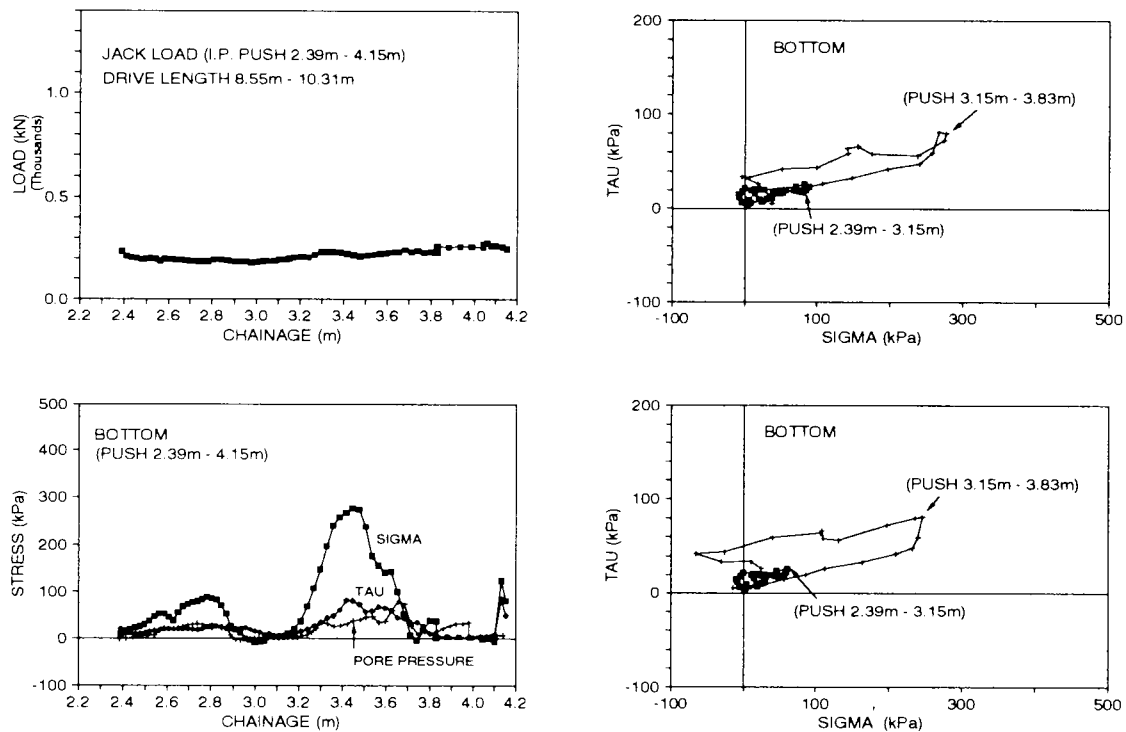 JACK LOAD (I.P. PUSH 2.39m - 4.15m)
DRIVE LENGTH 8.55m - 10.31m
LOAD (kN)
(Thousands)
1.0
0.5
0.0
2.2 2.4 2.6 2.8 3.0 3.2 3.4 3.6 3.8 4.0 4.2
CHAINAGE (m)
200
BOTTOM
(PUSH 3.15m - 3.83m)
100
TAU (kPa)
0
(PUSH 2.39m - 3.15m)
-100
-100 0 100 300 500
SIGMA (kPa)
500
BOTTOM
(PUSH 2.39m - 4.15m)
400
300
STRESS (kPa)
200
SIGMA
100
TAU
0
PORE PRESSURE
-100
2.2 2.4 2.6 2.8 3.0 3.2 3.4 3.6 3.8 4.0 4.2
CHAINAGE (m)
200
BOTTOM
(PUSH 3.15m - 3.83m)
100
TAU (kPa)
0
(PUSH 2.39m - 3.15m)
-100
-100 0 100 300 500
SIGMA (kPa)